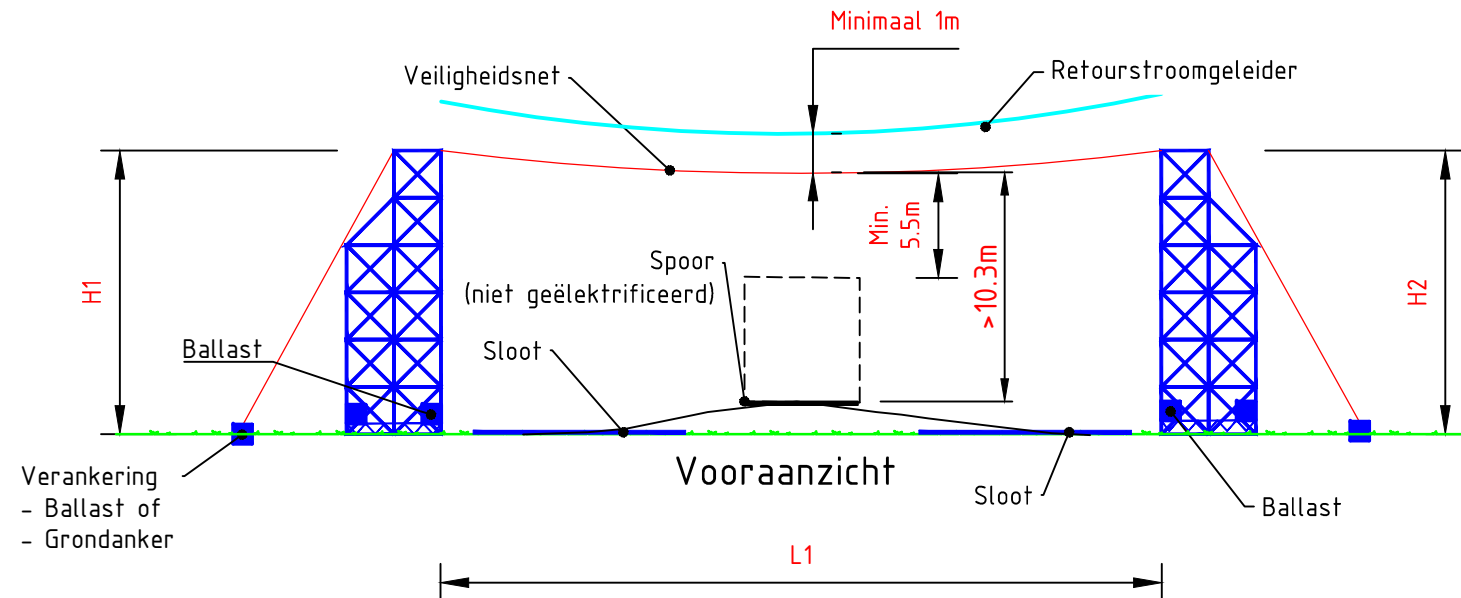 Minimaal 1m
Veiligheidsnet
Retourstroomgeleider
H1
Min.
5.5m
>10.3m
H2
Spoor
(niet geëlektrificeerd)
Ballast
Sloot
Verankering
- Ballast of
- Grondanker
Vooraanzicht
Sloot
Ballast
L1